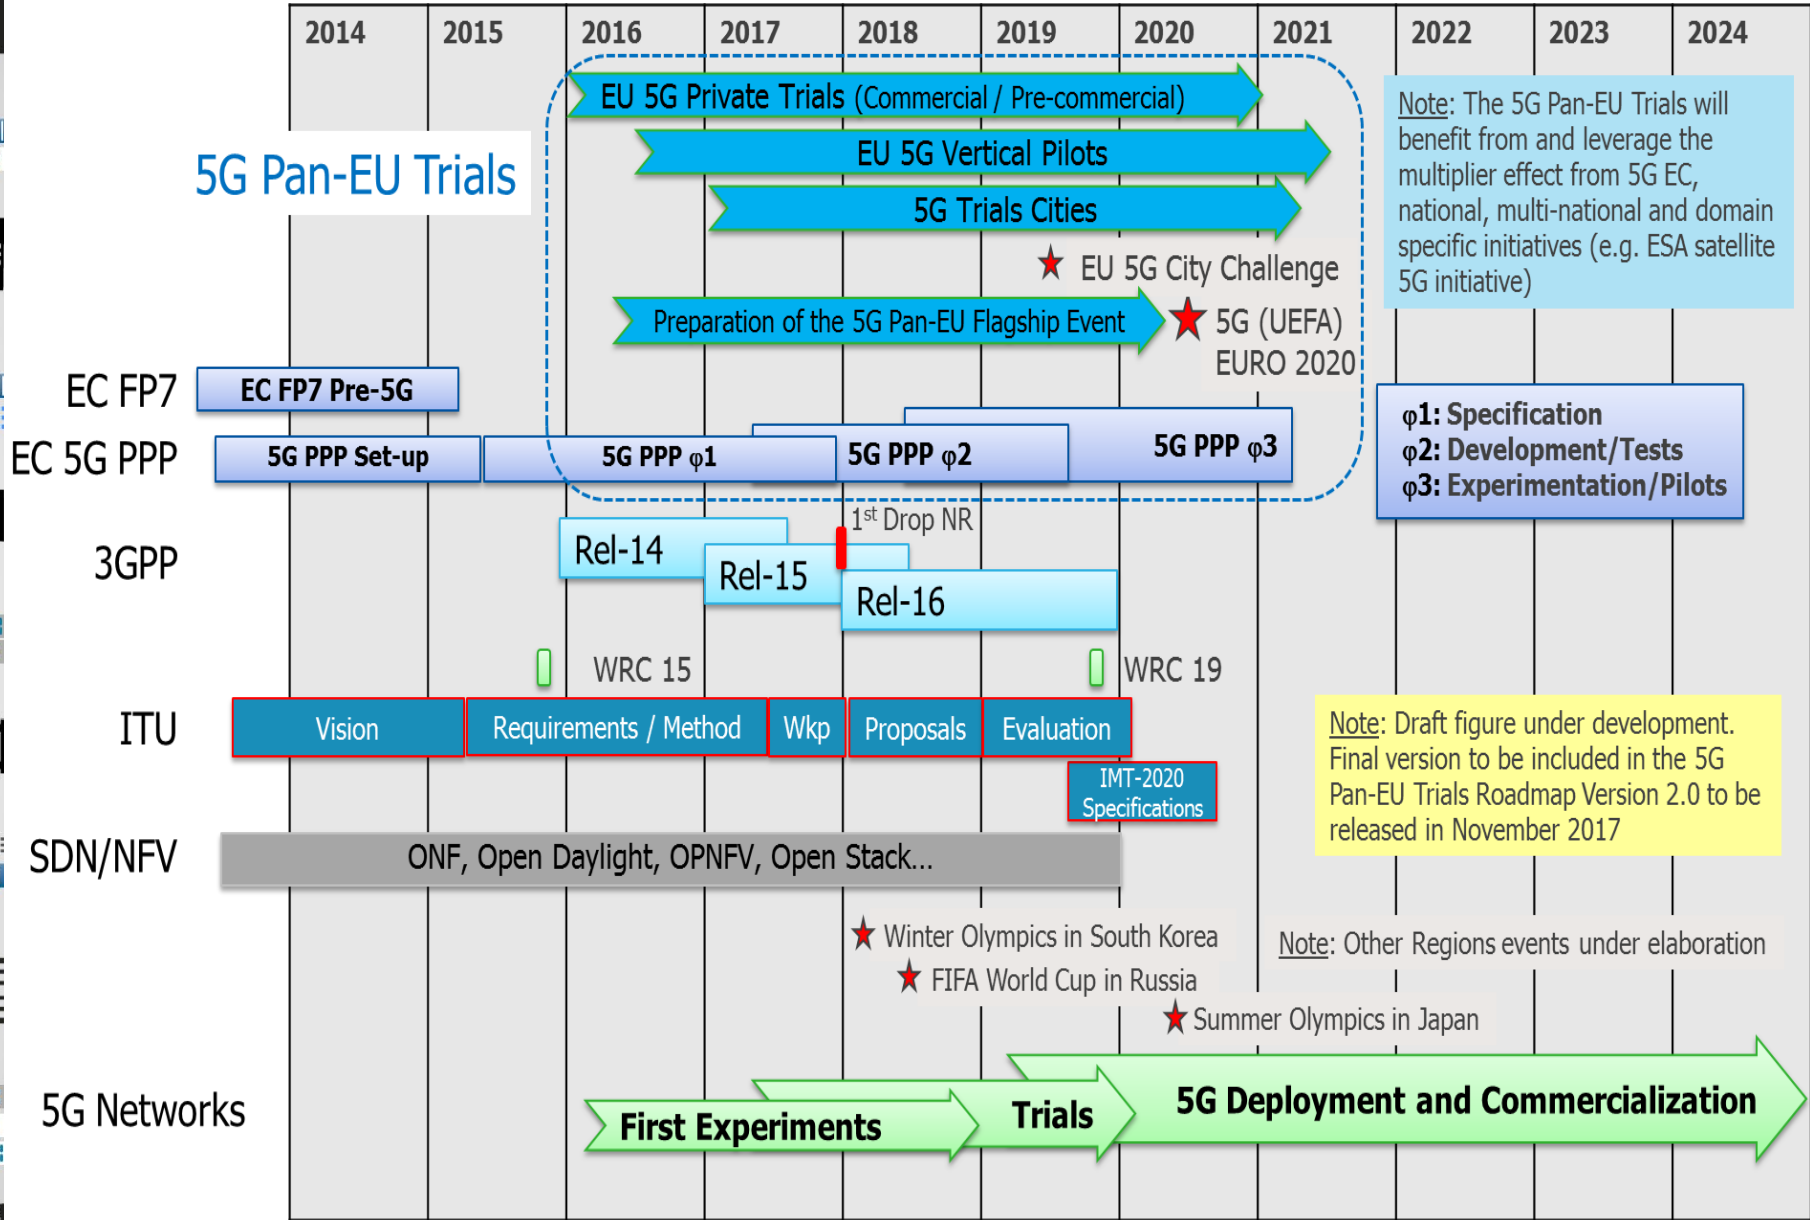 2014 2015 2016 2017 2018 2019 2020 2021 2022 2023 2024
EU 5G Private Trials (Commercial / Pre-commercial)
5G Pan-EU Trials
EU 5G Vertical Pilots
5G Trials Cities
EU 5G City Challenge
Preparation of the 5G Pan-EU Flagship Event
5G (UEFA)
EURO 2020
Note: The 5G Pan-EU Trials will
benefit from and leverage the
multiplier effect from 5G EC,
national, multi-national and domain
specific initiatives (e.g. ESA satellite
5G initiative)
EC FP7
EC FP7 Pre-5G
EC 5G PPP
5G PPP Set-up
5G PPP φ1
5G PPP φ2
5G PPP φ3
φ1: Specification
φ2: Development/Tests
φ3: Experimentation/Pilots
3GPP
Rel-14
Rel-15
1st Drop NR
Rel-16
WRC 15
WRC 19
ITU
Vision
Requirements / Method
Wkp
Proposals
Evaluation
IMT-2020
Specifications
Note: Draft figure under development.
Final version to be included in the 5G
Pan-EU Trials Roadmap Version 2.0 to be
released in November 2017
SDN/NFV
ONF, Open Daylight, OPNFV, Open Stack...
Winter Olympics in South Korea
FIFA World Cup in Russia
Summer Olympics in Japan
Note: Other Regions events under elaboration
5G Networks
First Experiments
Trials
5G Deployment and Commercialization